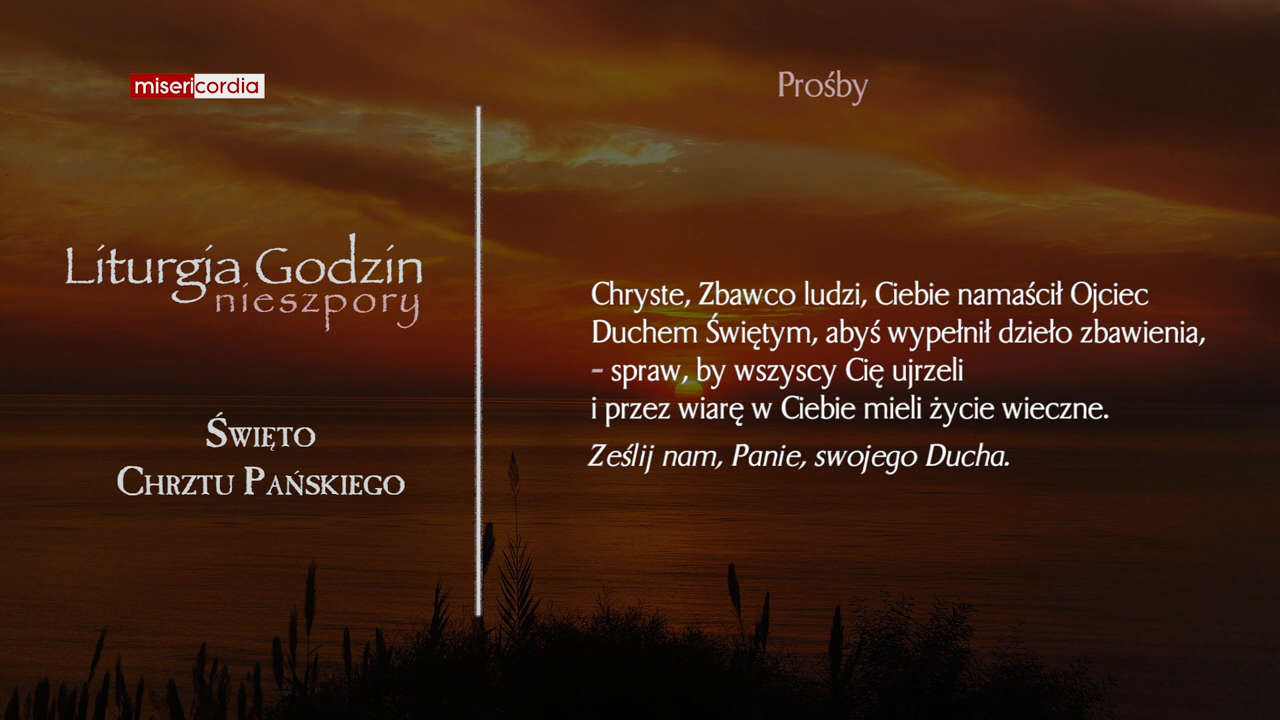 misericordia
Prośby
Liturgia Godzin
nieszpory
Święto
Chrztu Pańskiego
Chryste, Zbawco ludzi, Ciebie namaścił Ojciec
Duchem Świętym, abyś wypełnił dzieło zbawienia,
- spraw, by wszyscy Cię ujrzeli
i przez wiarę w Ciebie mieli życie wieczne.
Ześlij nam, Panie, swojego Ducha.